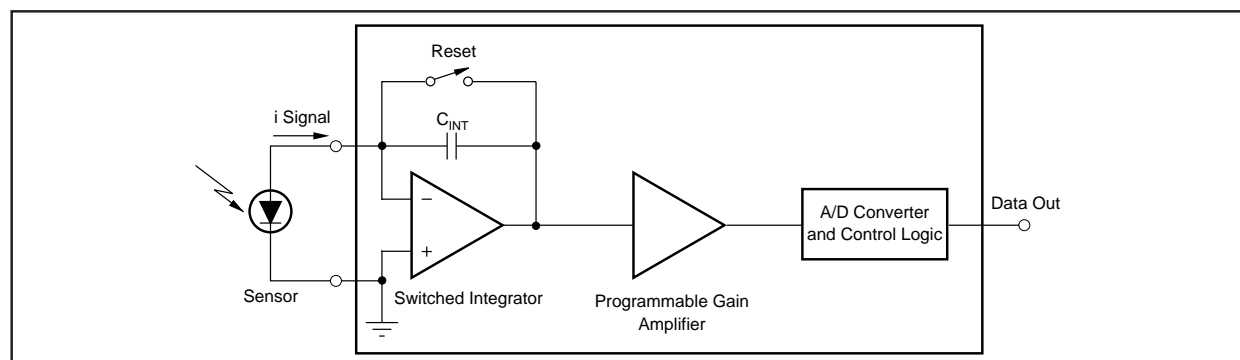 Reset
i Signal
C_INT
−
+
Sensor
Switched Integrator
Programmable Gain
Amplifier
A/D Converter
and Control Logic
Data Out